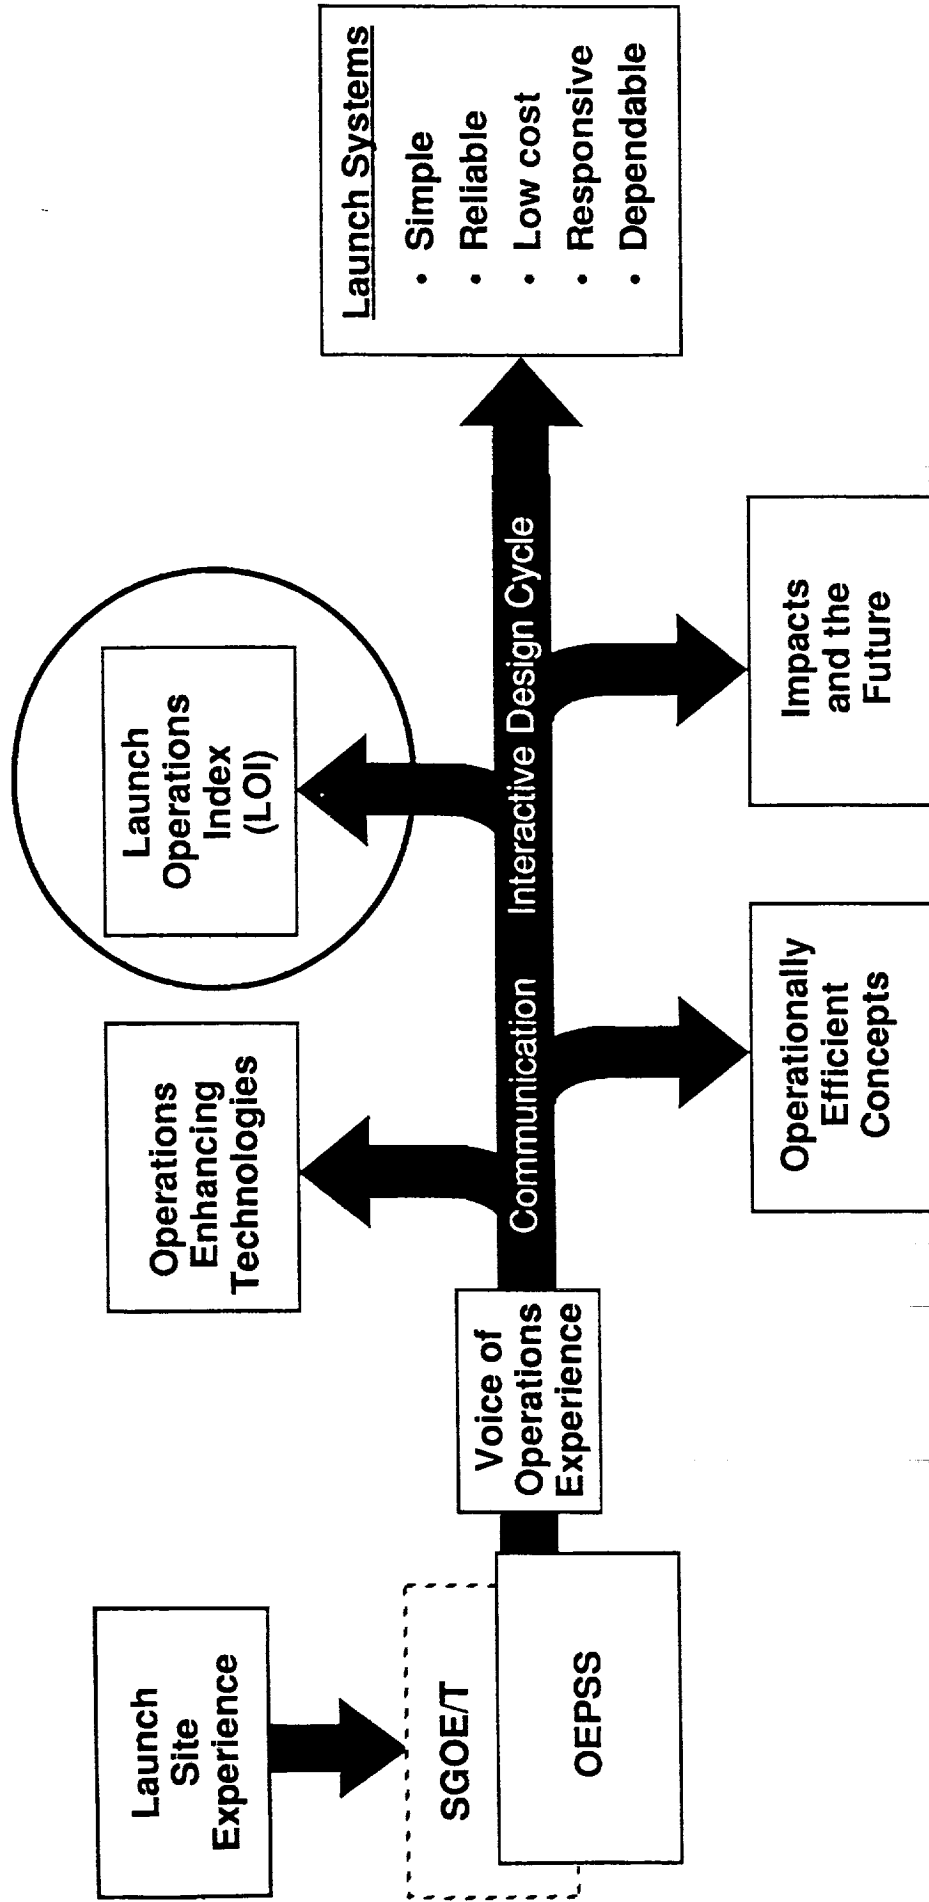 Launch
Site
Experience
SGOE/T
OEPSS
Voice of
Operations
Experience
Operations
Enhancing
Technologies
Launch
Operations
Index
(LOI)
Communication Interactive Design Cycle
Operationally
Efficient
Concepts
Impacts
and the
Future
Launch Systems
• Simple
• Reliable
• Low cost
• Responsive
• Dependable